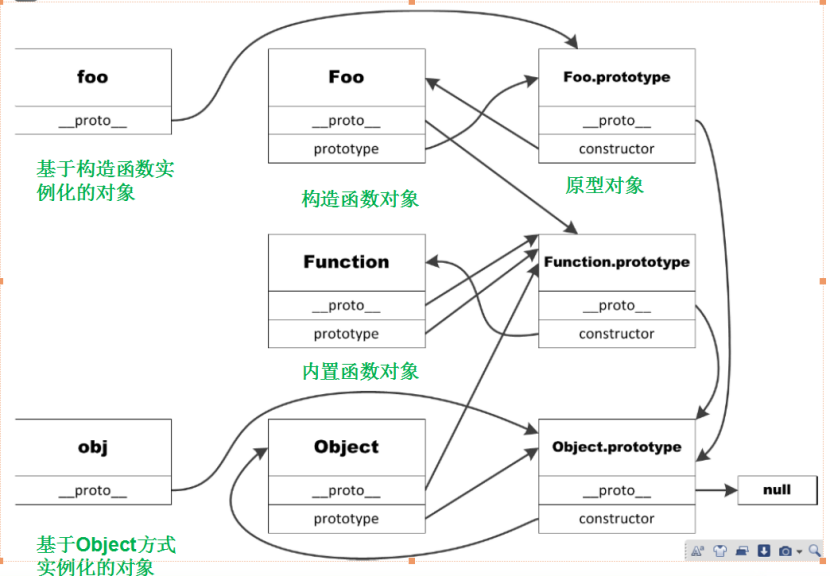 foo
__proto__
基于构造函数实
例化的对象
Foo
__proto__
prototype
构造函数对象
Foo.prototype
__proto__
constructor
原型对象
Function
__proto__
prototype
内置函数对象
Function.prototype
__proto__
constructor
obj
__proto__
基于Object方式
实例化的对象
Object
__proto__
prototype
Object.prototype
__proto__
constructor
null